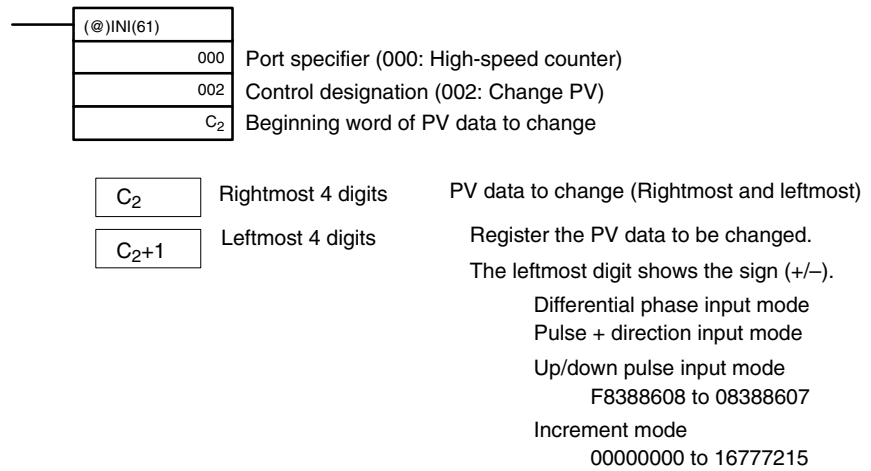 (@)INI(61)
000 Port specifier (000: High-speed counter)
002 Control designation (002: Change PV)
C2 Beginning word of PV data to change
C2 Rightmost 4 digits PV data to change (Rightmost and leftmost)
C2+1 Leftmost 4 digits Register the PV data to be changed.
The leftmost digit shows the sign (+/–).
Differential phase input mode
Pulse + direction input mode
Up/down pulse input mode
F8388608 to 08388607
Increment mode
00000000 to 16777215